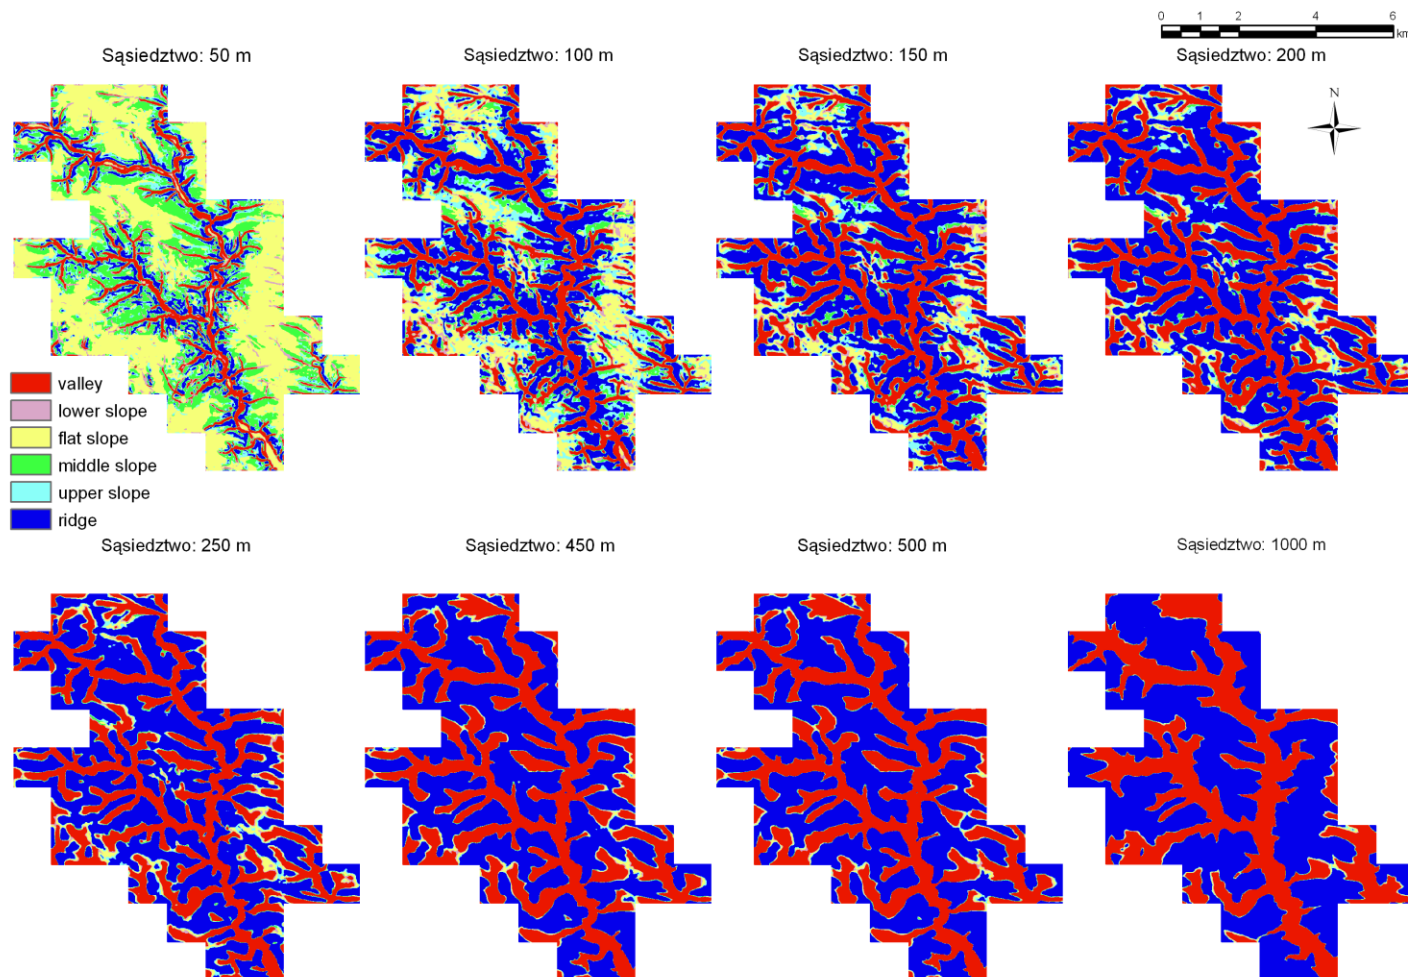 0 1 2 4 6
km
Sąsiedztwo: 50 m
Sąsiedztwo: 100 m
Sąsiedztwo: 150 m
Sąsiedztwo: 200 m
N
valley
lower slope
flat slope
middle slope
upper slope
ridge
Sąsiedztwo: 250 m
Sąsiedztwo: 450 m
Sąsiedztwo: 500 m
Sąsiedztwo: 1000 m